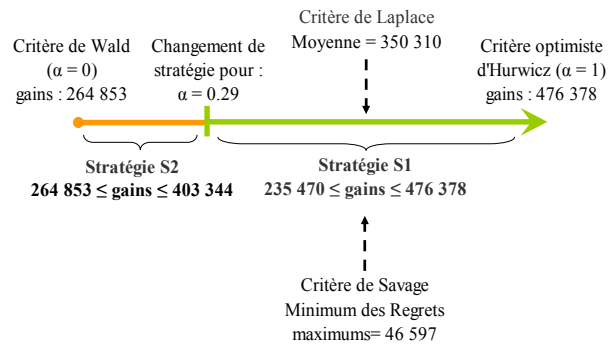 Critère de Wald
(α = 0)
gains : 264 853
Changement de
stratégie pour :
α = 0.29
Critère de Laplace
Moyenne = 350 310
Critère optimiste
d'Hurwicz (α = 1)
gains : 476 378
Stratégie S2
264 853 ≤ gains ≤ 403 344
Stratégie S1
235 470 ≤ gains ≤ 476 378
Critère de Savage
Minimum des Regrets
maximums= 46 597